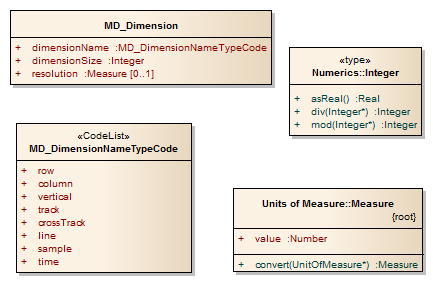 MD_Dimension
+ dimensionName :MD_DimensionNameTypeCode
+ dimensionSize :Integer
+ resolution :Measure [0..1]
«type»
Numerics::Integer
+ asReal() :Real
+ div(Integer*) :Integer
+ mod(Integer*) :Integer
«CodeList»
MD_DimensionNameTypeCode
+ row
+ column
+ vertical
+ track
+ crossTrack
+ line
+ sample
+ time
Units of Measure::Measure
{root}
+ value :Number
+ convert(UnitOfMeasure*) :Measure